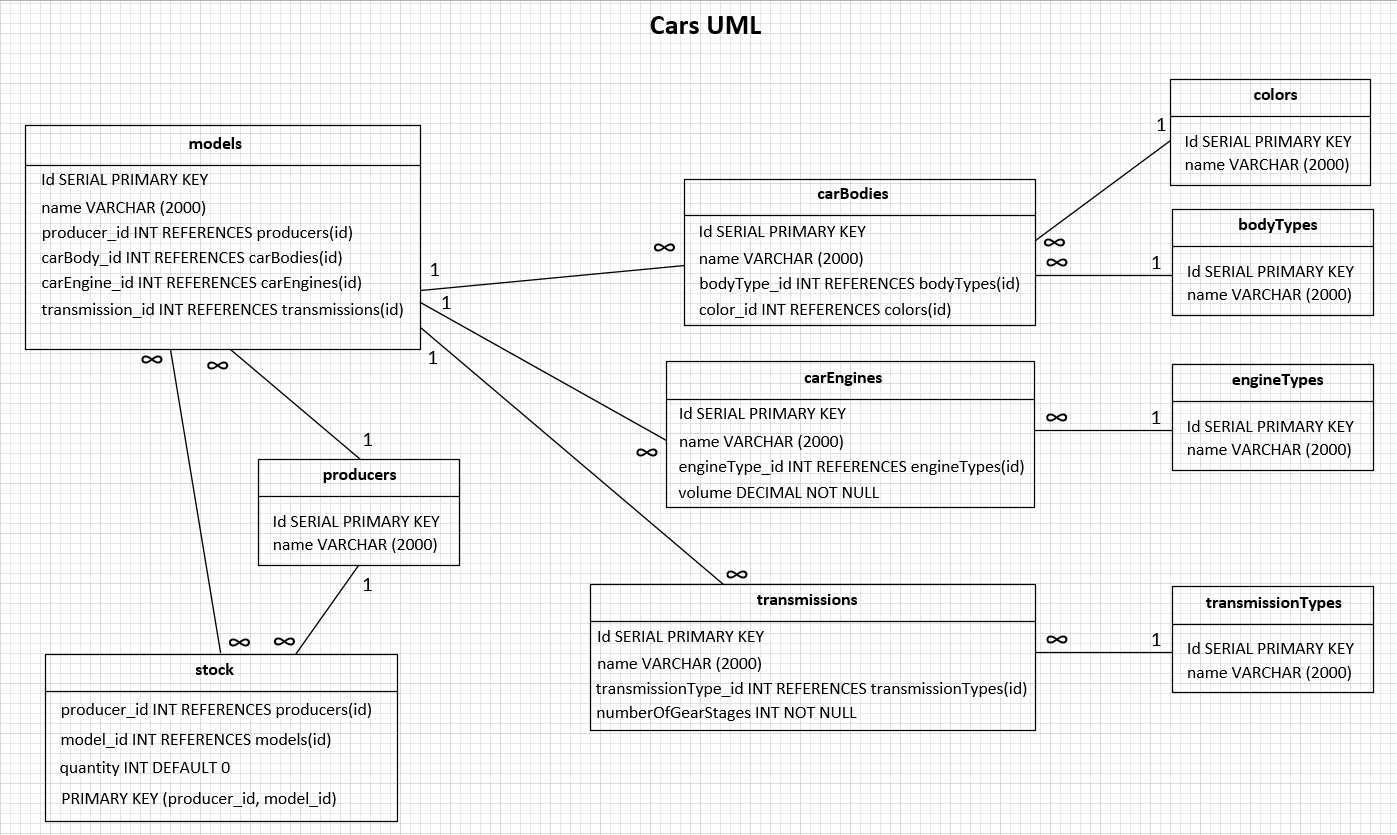 Cars UML
models
Id SERIAL PRIMARY KEY
name VARCHAR (2000)
producer_id INT REFERENCES producers(id)
carBody_id INT REFERENCES carBodies(id)
carEngine_id INT REFERENCES carEngines(id)
transmission_id INT REFERENCES transmissions(id)
∞
∞
1
1
1
producers
Id SERIAL PRIMARY KEY
name VARCHAR (2000)
1
1
∞
∞
stock
producer_id INT REFERENCES producers(id)
model_id INT REFERENCES models(id)
quantity INT DEFAULT 0
PRIMARY KEY (producer_id, model_id)
∞
carBodies
Id SERIAL PRIMARY KEY
name VARCHAR (2000)
bodyType_id INT REFERENCES bodyTypes(id)
color_id INT REFERENCES colors(id)
∞
∞
1
1
colors
Id SERIAL PRIMARY KEY
name VARCHAR (2000)
bodyTypes
Id SERIAL PRIMARY KEY
name VARCHAR (2000)
∞
carEngines
Id SERIAL PRIMARY KEY
name VARCHAR (2000)
engineType_id INT REFERENCES engineTypes(id)
volume DECIMAL NOT NULL
∞
1
engineTypes
Id SERIAL PRIMARY KEY
name VARCHAR (2000)
∞
transmissions
Id SERIAL PRIMARY KEY
name VARCHAR (2000)
transmissionType_id INT REFERENCES transmissionTypes(id)
numberOfGearStages INT NOT NULL
∞
1
transmissionTypes
Id SERIAL PRIMARY KEY
name VARCHAR (2000)